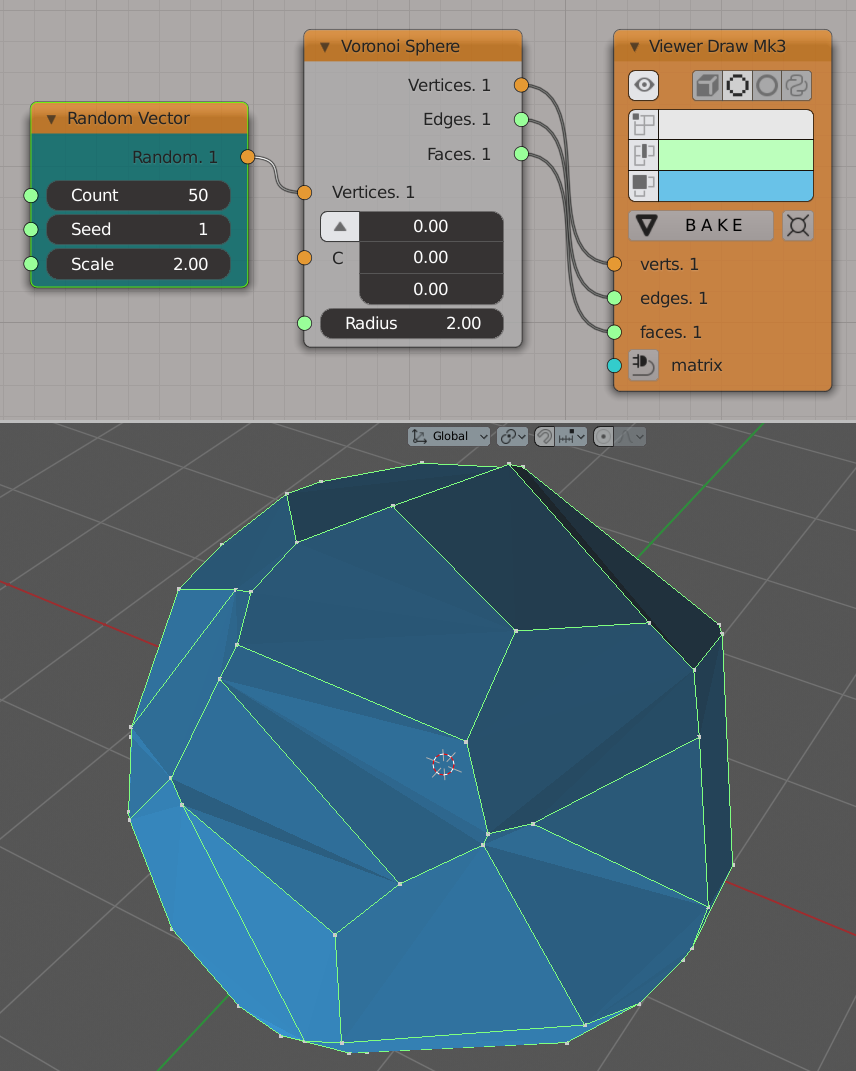 Random Vector
Random. 1
Count 50
Seed 1
Scale 2.00
Voronoi Sphere
Vertices. 1
Edges. 1
Faces. 1
Vertices. 1
0.00
C 0.00
0.00
Radius 2.00
Viewer Draw Mk3
BAKE
verts. 1
edges. 1
faces. 1
matrix
Global